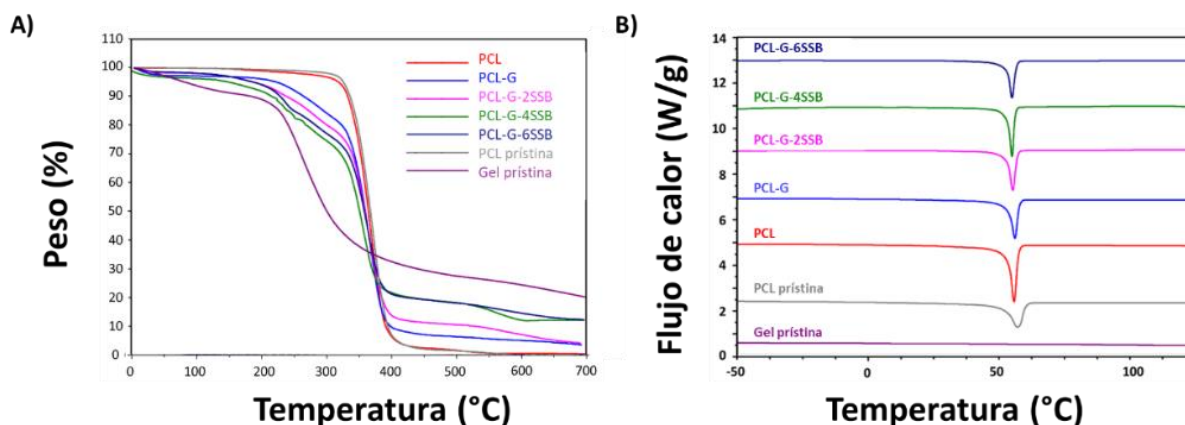 A)
Peso (%)
110
100
90
80
70
60
50
40
30
20
10
0
PCL
PCL-G
PCL-G-2SSB
PCL-G-4SSB
PCL-G-6SSB
PCL prístina
Gel prístina
0
100
200
300
400
500
600
700
Temperatura (°C)
B)
Flujo de calor (W/g)
14
12
10
8
6
4
2
0
PCL-G-6SSB
PCL-G-4SSB
PCL-G-2SSB
PCL-G
PCL
PCL prístina
Gel prístina
-50
0
50
100
Temperatura (°C)